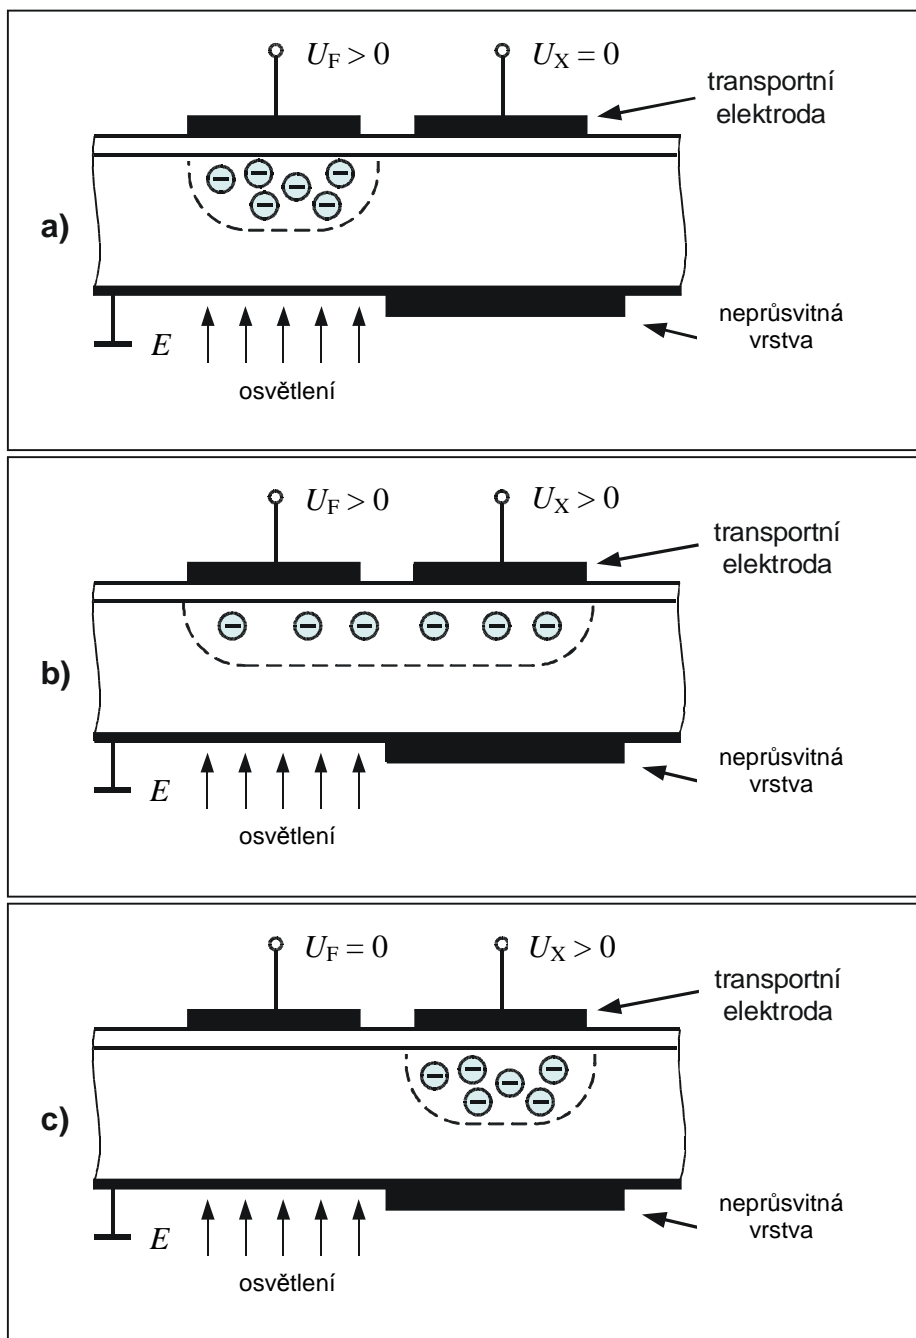 U_F > 0
U_X = 0
transportní
elektroda
a)
E
osvětlení
neprůsvitná
vrstva
U_F > 0
U_X > 0
transportní
elektroda
b)
E
osvětlení
neprůsvitná
vrstva
U_F = 0
U_X > 0
transportní
elektroda
c)
E
osvětlení
neprůsvitná
vrstva